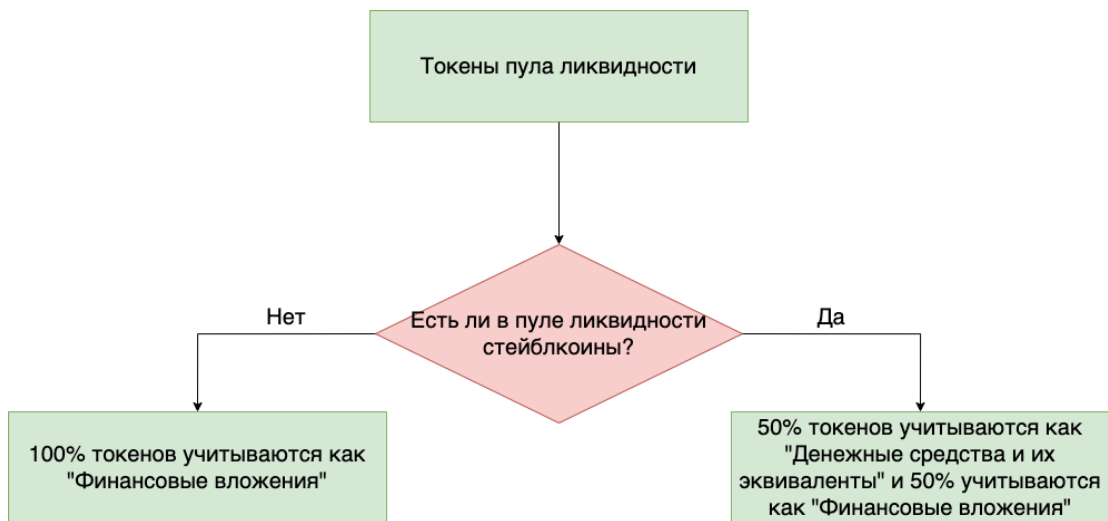 Токены пула ликвидности
Нет
Есть ли в пуле ликвидности
стейблкоины?
Да
100% токенов учитываются как
"Финансовые вложения"
50% токенов учитываются как
"Денежные средства и их
эквиваленты" и 50% учитываются
как "Финансовые вложения"